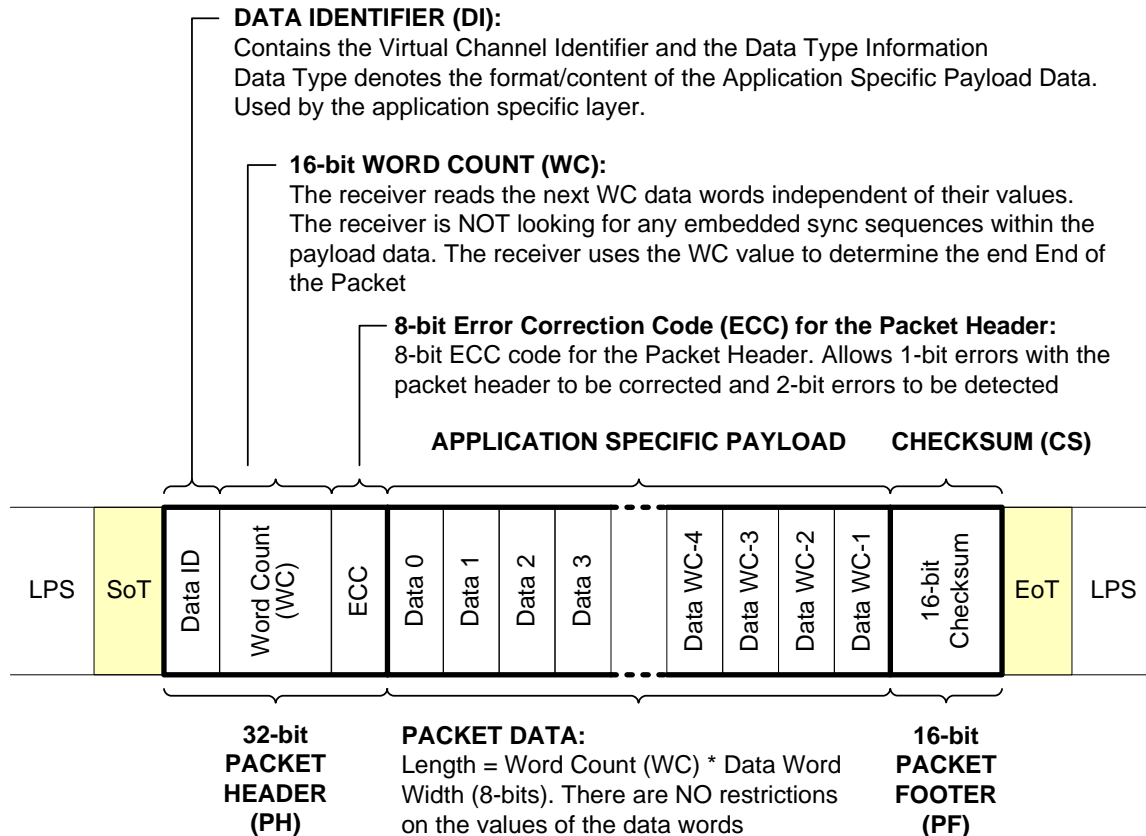 DATA IDENTIFIER (DI):
Contains the Virtual Channel Identifier and the Data Type Information
Data Type denotes the format/content of the Application Specific Payload Data.
Used by the application specific layer.
16-bit WORD COUNT (WC):
The receiver reads the next WC data words independent of their values.
The receiver is NOT looking for any embedded sync sequences within the
payload data. The receiver uses the WC value to determine the end End of
the Packet
8-bit Error Correction Code (ECC) for the Packet Header:
8-bit ECC code for the Packet Header. Allows 1-bit errors with the
packet header to be corrected and 2-bit errors to be detected
APPLICATION SPECIFIC PAYLOAD
CHECKSUM (CS)
LPS
SoT
Data ID
Word Count
(WC)
ECC
Data 0
Data 1
Data 2
Data 3
Data WC-4
Data WC-3
Data WC-2
Data WC-1
16-bit
Checksum
EoT
LPS
32-bit
PACKET
HEADER
(PH)
PACKET DATA:
Length = Word Count (WC) * Data Word
Width (8-bits). There are NO restrictions
on the values of the data words
16-bit
PACKET
FOOTER
(PF)